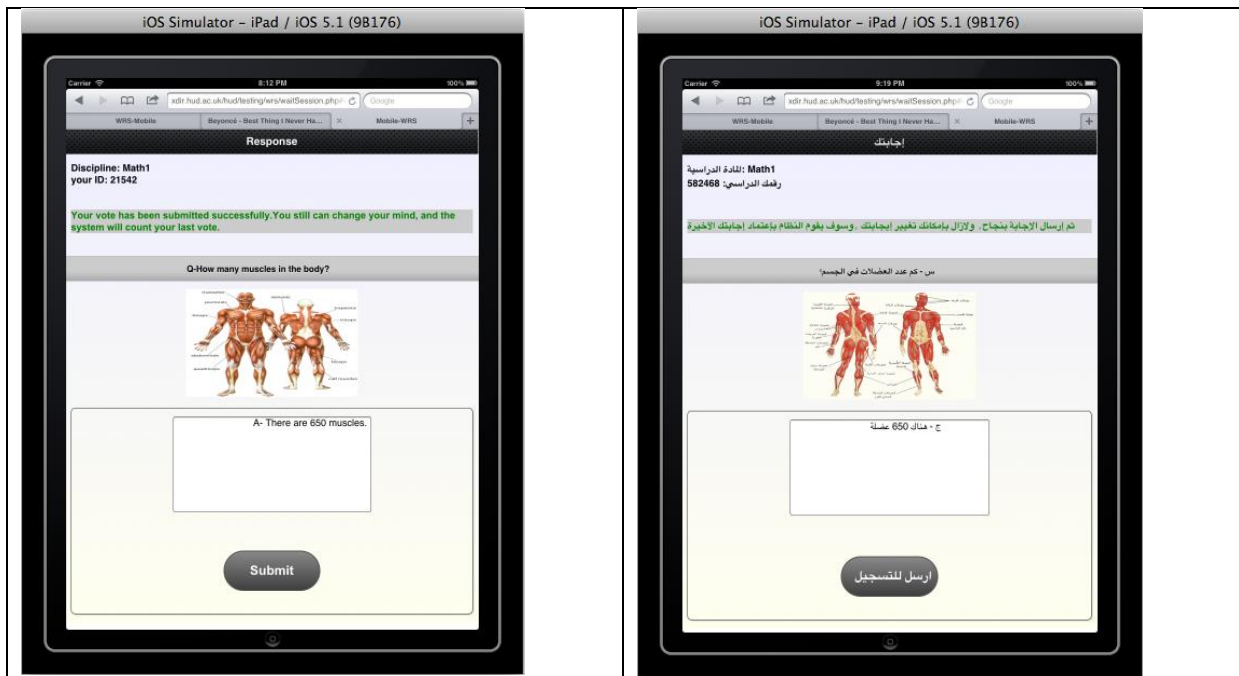 iOS Simulator – iPad / iOS 5.1 (9B176)
Carrier 8:12 PM 100%
xdir.hud.ac.uk/hud/testing/wrs/waitSession.php# Google
WRS-Mobile Beyoncé - Best Thing I Never Ha... Mobile-WRS
Response
Discipline: Math1
your ID: 21542
Your vote has been submitted successfully.You still can change your mind, and the
system will count your last vote.
Q-How many muscles in the body?
A- There are 650 muscles.
Submit
iOS Simulator – iPad / iOS 5.1 (9B176)
Carrier 9:19 PM 100%
xdir.hud.ac.uk/hud/testing/wrs/waitSession.php# Google
WRS-Mobile Beyoncé - Best Thing I Never Ha... Mobile-WRS
إجابتك
Math1 :المادة الدراسية
رقمك الدراسي: 582468
تم إرسال الإجابة بنجاح. ولازال بإمكانك تغيير إيجابتك .وسوف يقوم النظام بإعتماد إجابتك الأخيرة
س - كم عدد العضلات في الجسم؟
ج - هناك 650 عضلة
ارسل للتسجيل